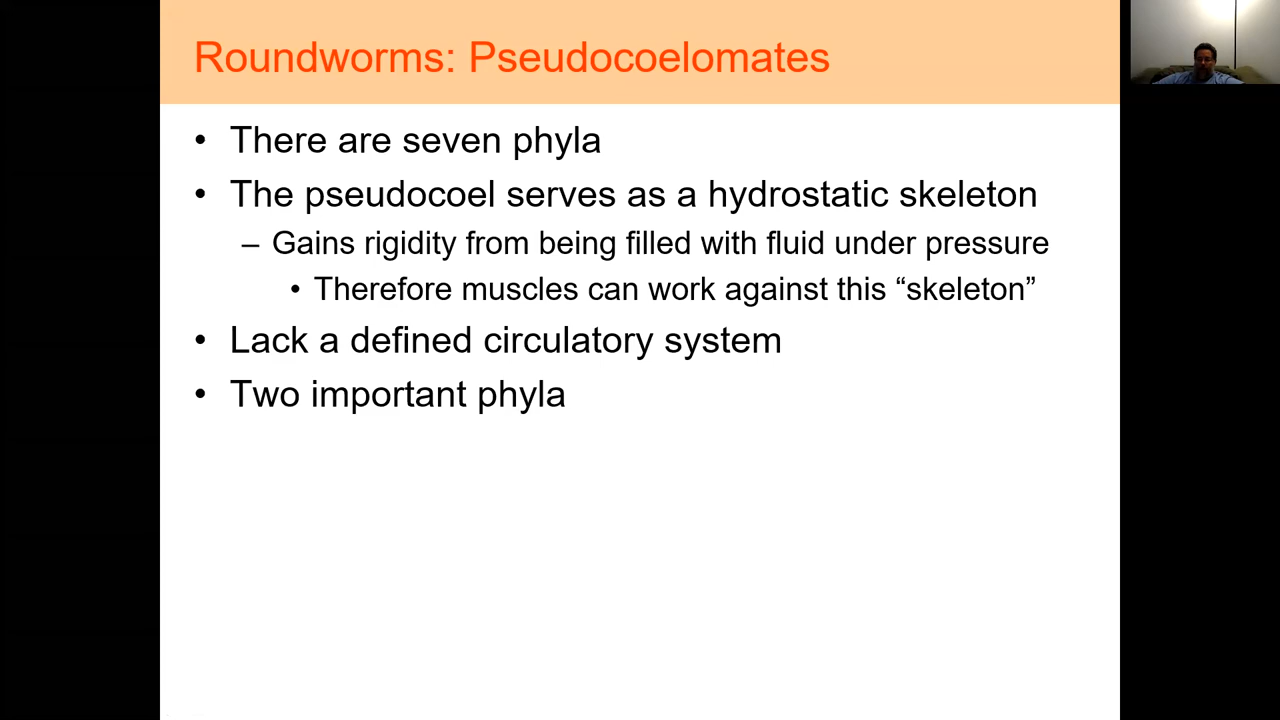 Roundworms: Pseudocoelomates
• There are seven phyla
• The pseudocoel serves as a hydrostatic skeleton
– Gains rigidity from being filled with fluid under pressure
• Therefore muscles can work against this “skeleton”
• Lack a defined circulatory system
• Two important phyla